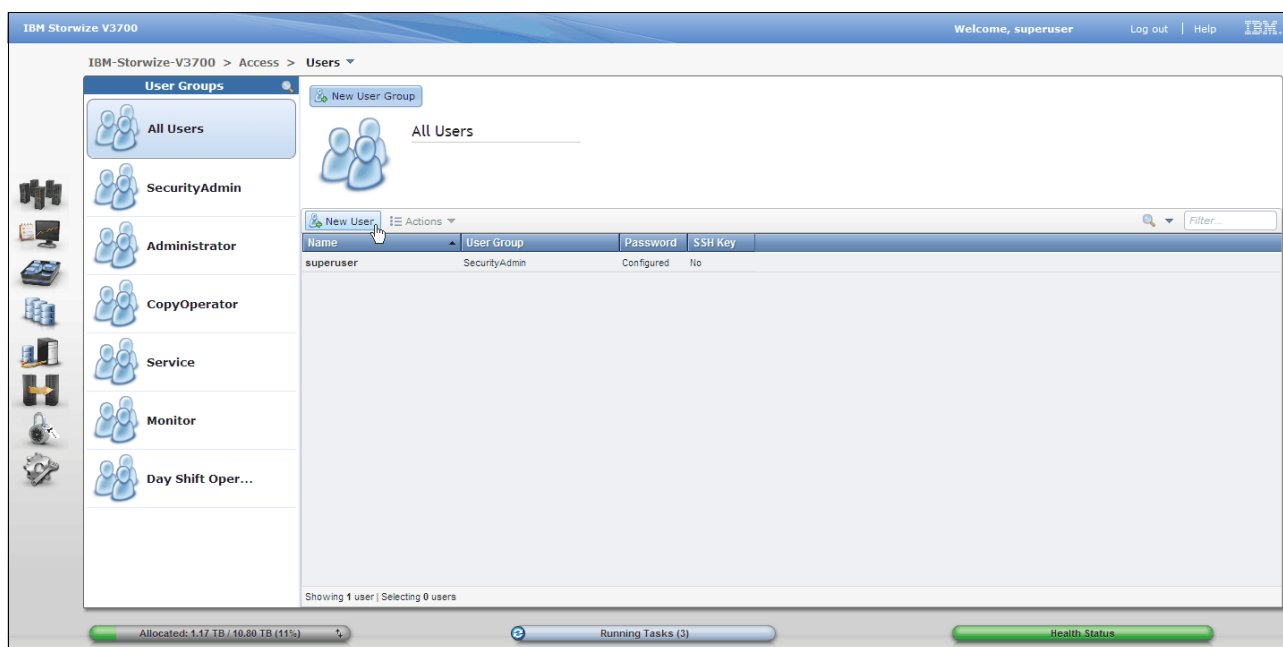 IBM Storwize V3700
Welcome, superuser
Log out | Help
IBM.
IBM-Storwize-V3700 > Access > Users
User Groups
All Users
SecurityAdmin
Administrator
CopyOperator
Service
Monitor
Day Shift Oper...
New User Group
All Users
New User
Actions
Filter...
Name User Group Password SSH Key
superuser SecurityAdmin Configured No
Showing 1 user | Selecting 0 users
Allocated: 1.17 TB / 10.80 TB (11%)
Running Tasks (3)
Health Status